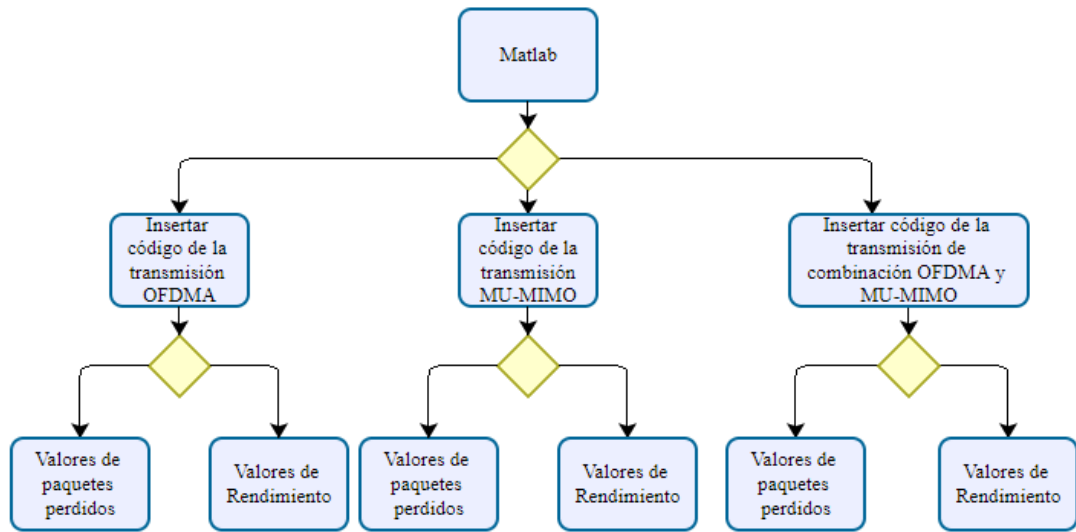 Matlab
Insertar
código de la
transmisión
OFDMA
Insertar
código de la
transmisión
MU-MIMO
Insertar código de la
transmisión de
combinación OFDMA y
MU-MIMO
Valores de
paquetes
perdidos
Valores de
Rendimiento
Valores de
paquetes
perdidos
Valores de
Rendimiento
Valores de
paquetes
perdidos
Valores de
Rendimiento